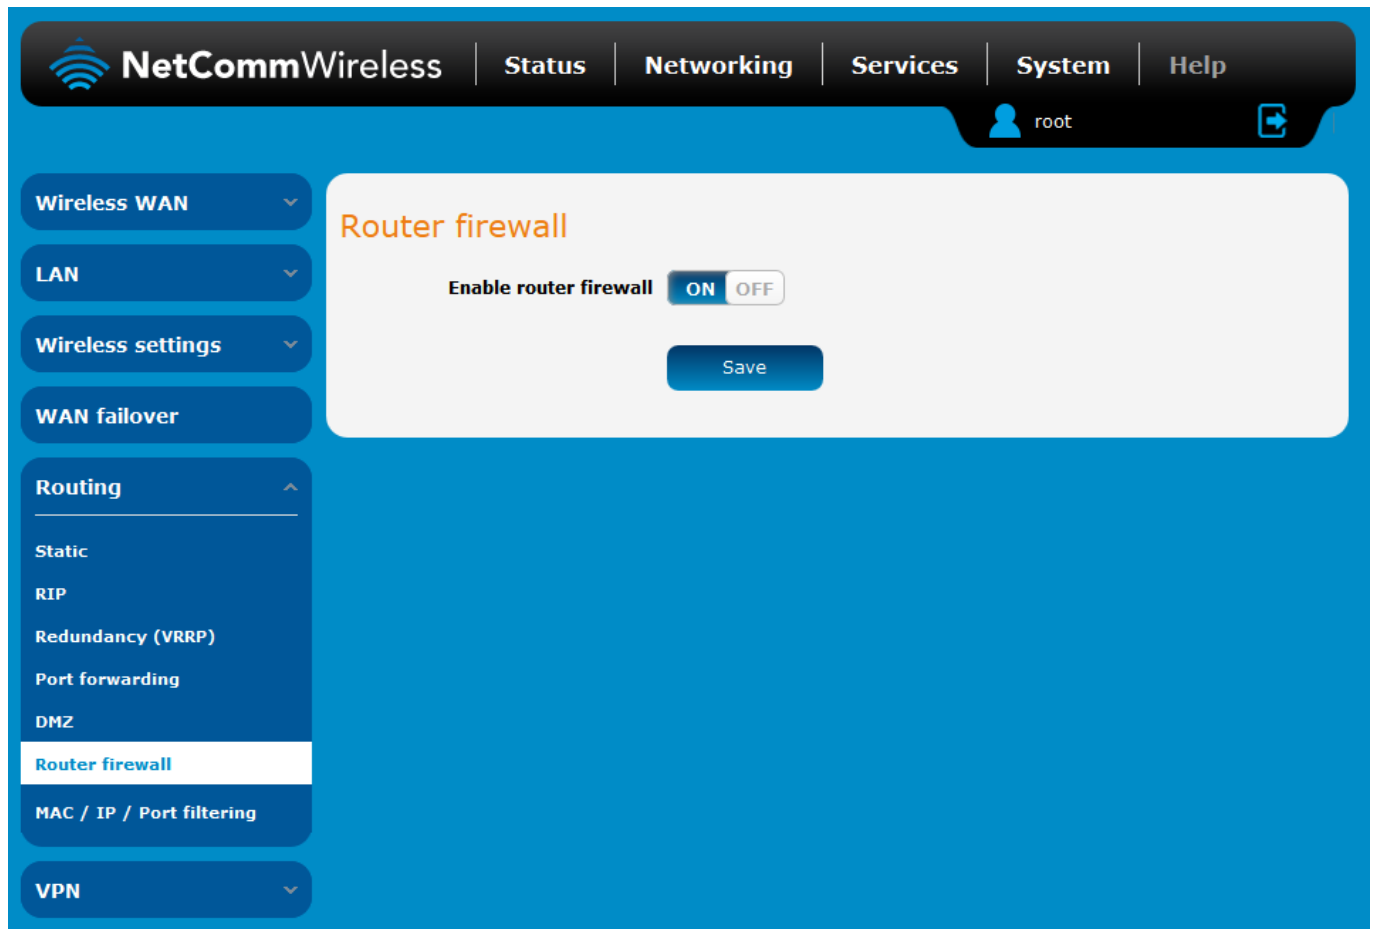 NetCommWireless
Status
Networking
Services
System
Help
root
Wireless WAN
LAN
Wireless settings
WAN failover
Routing
Static
RIP
Redundancy (VRRP)
Port forwarding
DMZ
Router firewall
MAC / IP / Port filtering
VPN
Router firewall
Enable router firewall ON OFF
Save